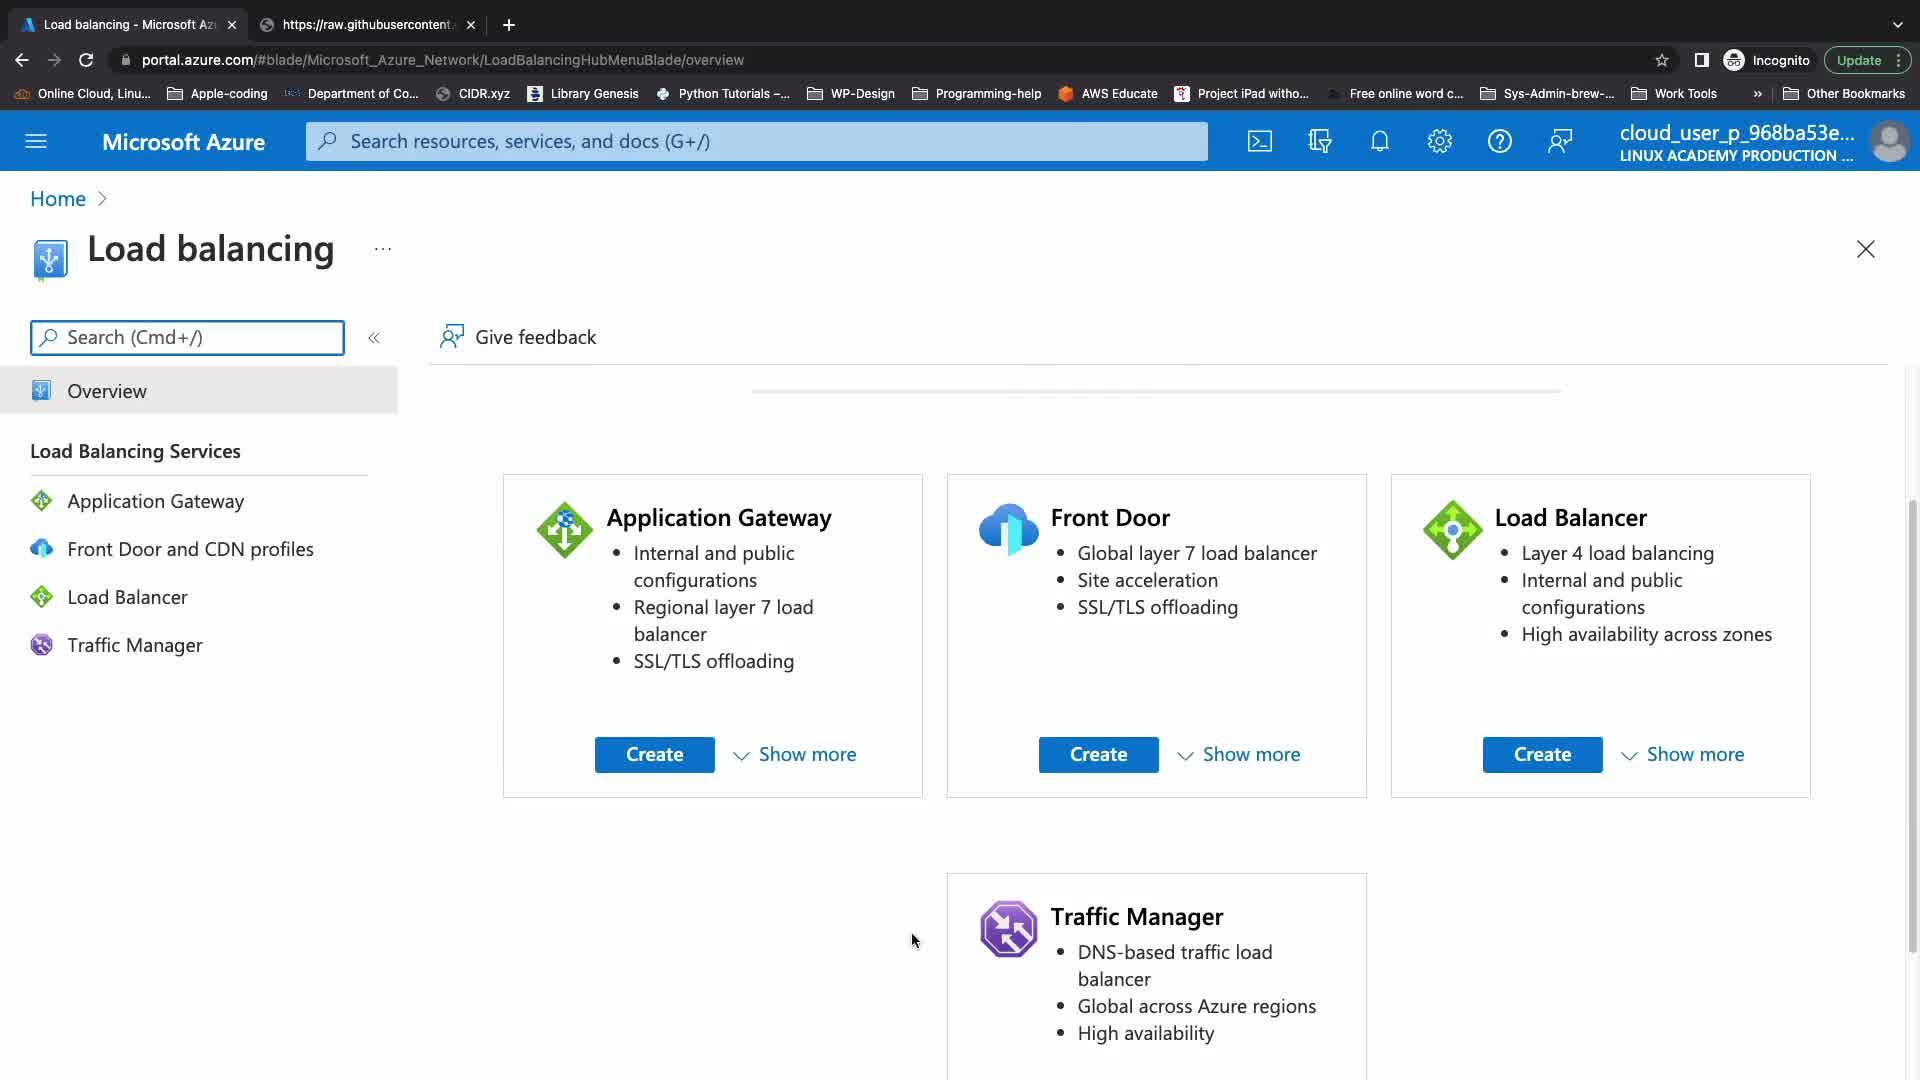 Load balancing - Microsoft Az
https://raw.githubusercontent.
portal.azure.com/#blade/Microsoft_Azure_Network/LoadBalancingHubMenuBlade/overview
Incognito
Update
Online Cloud, Linu...
Apple-coding
Department of Co...
CIDR.xyz
Library Genesis
Python Tutorials –...
WP-Design
Programming-help
AWS Educate
Project iPad witho...
Free online word c...
Sys-Admin-brew-...
Work Tools
»
Other Bookmarks
Microsoft Azure
Search resources, services, and docs (G+/)
cloud_user_p_968ba53e...
LINUX ACADEMY PRODUCTION ...
Home >
Load balancing ...
Search (Cmd+/)
«
Give feedback
Overview
Load Balancing Services
Application Gateway
Front Door and CDN profiles
Load Balancer
Traffic Manager
Application Gateway
• Internal and public
configurations
• Regional layer 7 load
balancer
• SSL/TLS offloading
Create
Show more
Front Door
• Global layer 7 load balancer
• Site acceleration
• SSL/TLS offloading
Create
Show more
Load Balancer
• Layer 4 load balancing
• Internal and public
configurations
• High availability across zones
Create
Show more
Traffic Manager
• DNS-based traffic load
balancer
• Global across Azure regions
• High availability